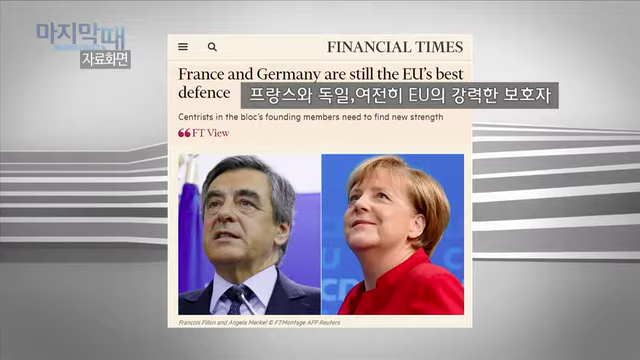 마지막때
자료화면
FINANCIAL TIMES
France and Germany are still the EU's best
defence
프랑스와 독일,여전히 EU의 강력한 보호자
Centrists in the bloc's founding members need to find new strength
FT View
Francois Fillon and Angela Merkel © FTMontage AFP Reuters